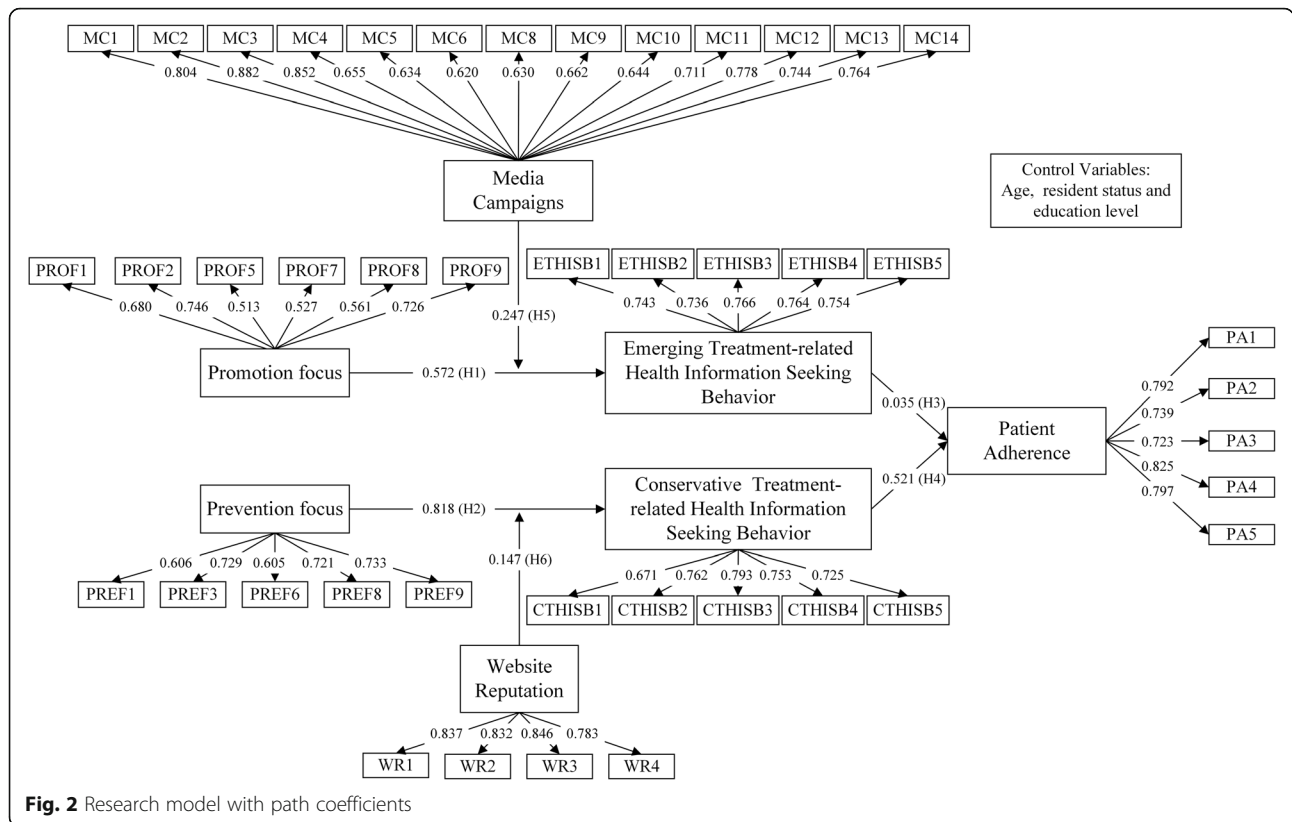 MC1 MC2 MC3 MC4 MC5 MC6 MC8 MC9 MC10 MC11 MC12 MC13 MC14
0.804 0.882 0.852 0.655 0.634 0.620 0.630 0.662 0.644 0.711 0.778 0.744 0.764
Media
Campaigns
Control Variables:
Age, resident status and
education level
PROF1 PROF2 PROF5 PROF7 PROF8 PROF9
0.680 0.746 0.513 0.527 0.561 0.726
ETHISB1 ETHISB2 ETHISB3 ETHISB4 ETHISB5
0.743 0.736 0.766 0.764 0.754
0.247 (H5)
Promotion focus
0.572 (H1)
Emerging Treatment-related
Health Information Seeking
Behavior
0.035 (H3)
Patient
Adherence
0.792
0.739
0.723
0.825
0.797
PA1
PA2
PA3
PA4
PA5
Prevention focus
0.818 (H2)
Conservative Treatment-
related Health Information
Seeking Behavior
0.521 (H4)
0.147 (H6)
0.606 0.729 0.605 0.721 0.733
PREF1 PREF3 PREF6 PREF8 PREF9
0.671 0.762 0.793 0.753 0.725
CTHISB1 CTHISB2 CTHISB3 CTHISB4 CTHISB5
Website
Reputation
0.837 0.832 0.846 0.783
WR1 WR2 WR3 WR4
Fig. 2 Research model with path coefficients